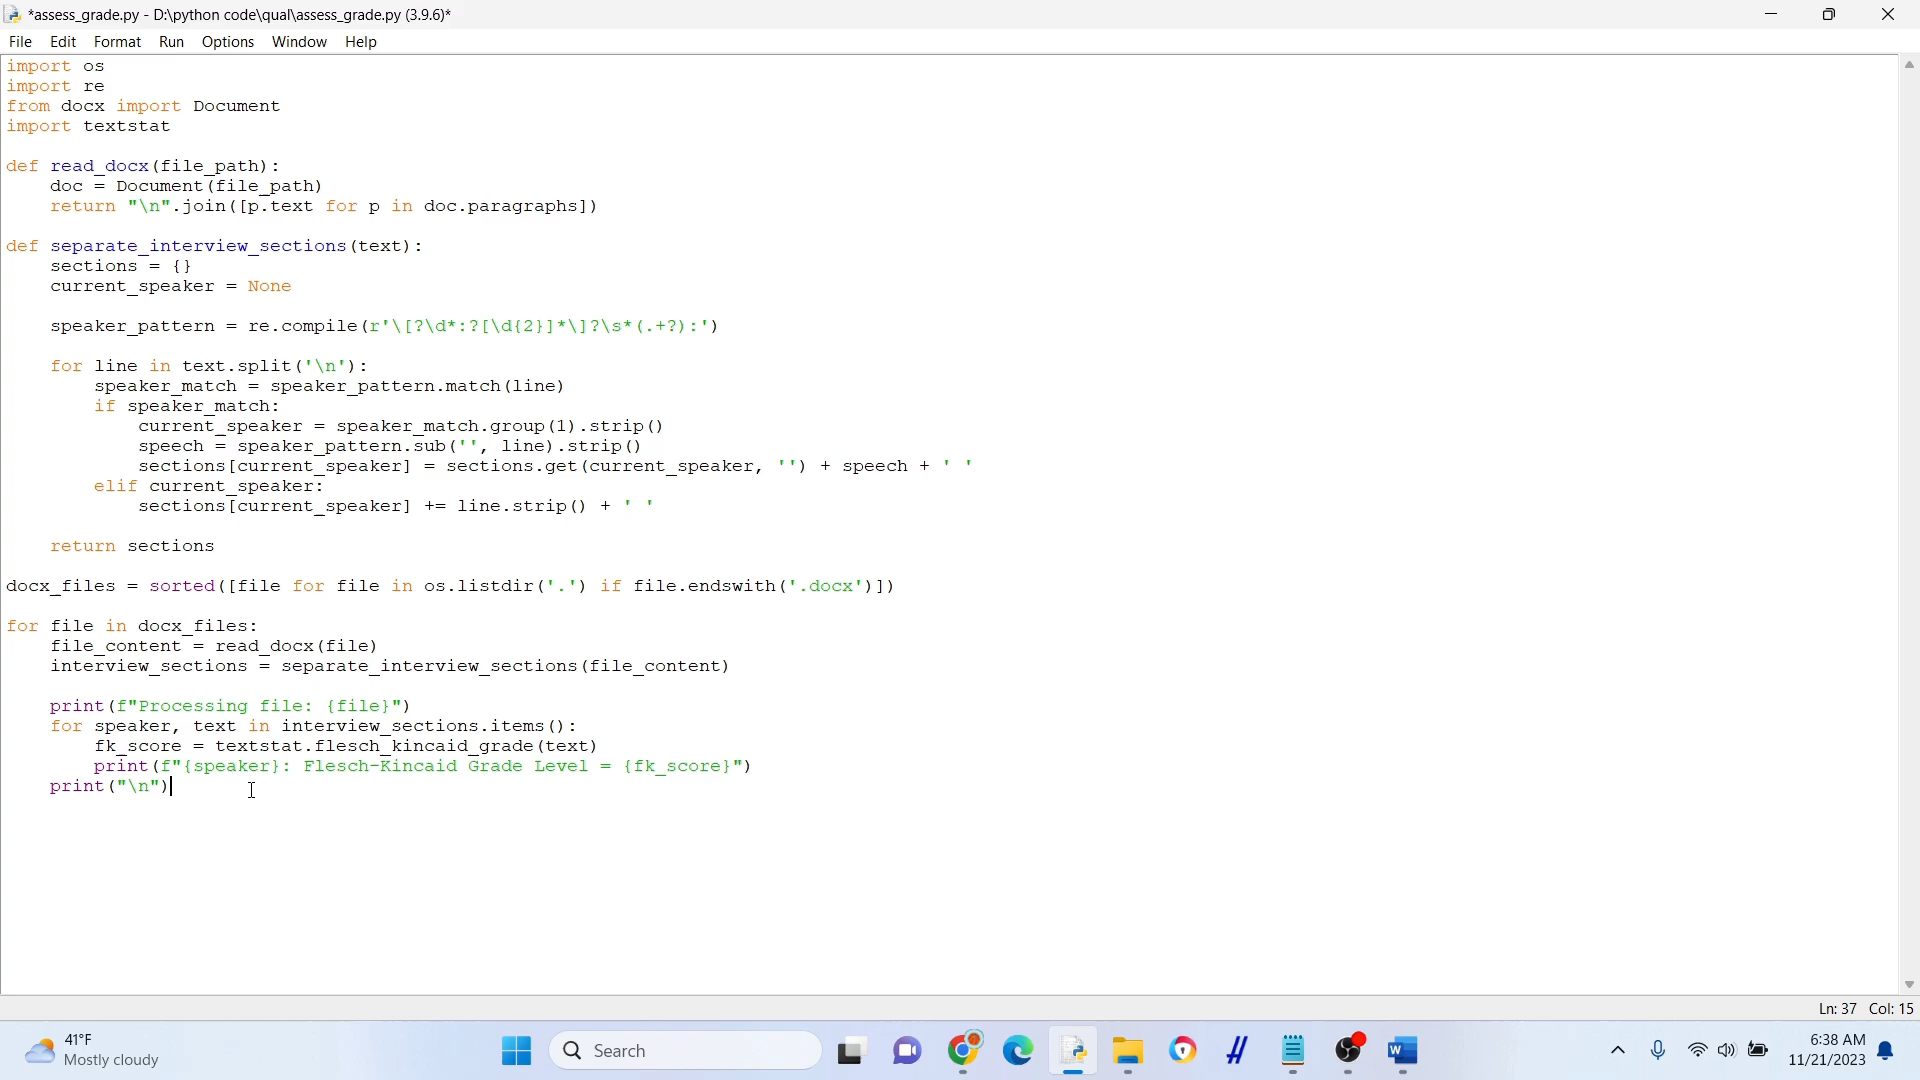 *assess_grade.py - D:\python code\qual\assess_grade.py (3.9.6)*
File Edit Format Run Options Window Help
import os
import re
from docx import Document
import textstat
def read_docx(file_path):
    doc = Document(file_path)
    return "\n".join([p.text for p in doc.paragraphs])
def separate_interview_sections(text):
    sections = {}
    current_speaker = None
    speaker_pattern = re.compile(r'\[?\d*:?[\d{2}]*\]?\s*(.+?):')
    for line in text.split('\n'):
        speaker_match = speaker_pattern.match(line)
        if speaker_match:
            current_speaker = speaker_match.group(1).strip()
            speech = speaker_pattern.sub('', line).strip()
            sections[current_speaker] = sections.get(current_speaker, '') + speech + ' '
        elif current_speaker:
            sections[current_speaker] += line.strip() + ' '
    return sections
docx_files = sorted([file for file in os.listdir('.') if file.endswith('.docx')])
for file in docx_files:
    file_content = read_docx(file)
    interview_sections = separate_interview_sections(file_content)
    print(f"Processing file: {file}")
    for speaker, text in interview_sections.items():
        fk_score = textstat.flesch_kincaid_grade(text)
        print(f"{speaker}: Flesch-Kincaid Grade Level = {fk_score}")
    print("\n")
Ln: 37 Col: 15
41°F
Mostly cloudy
Search
6:38 AM
11/21/2023